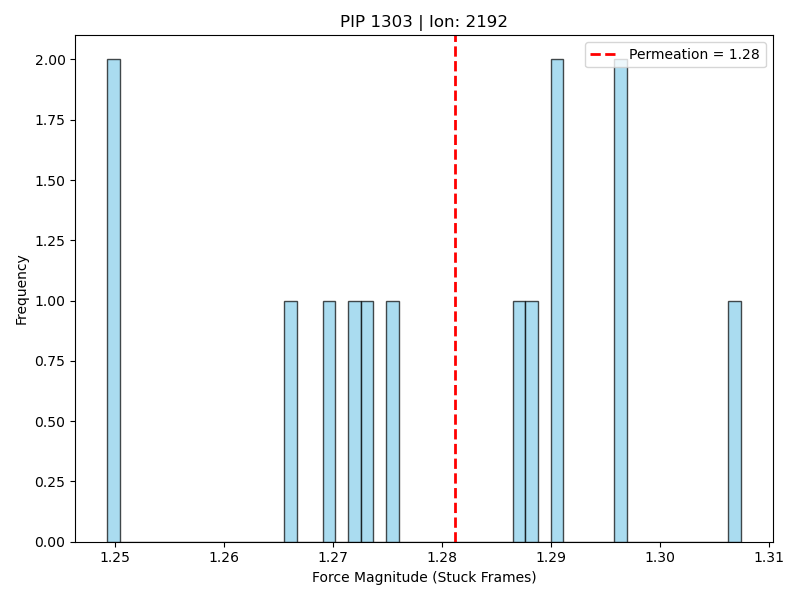 PIP 1303 | Ion: 2192
Permeation = 1.28
Frequency
2.00
1.75
1.50
1.25
1.00
0.75
0.50
0.25
0.00
1.25 1.26 1.27 1.28 1.29 1.30 1.31
Force Magnitude (Stuck Frames)